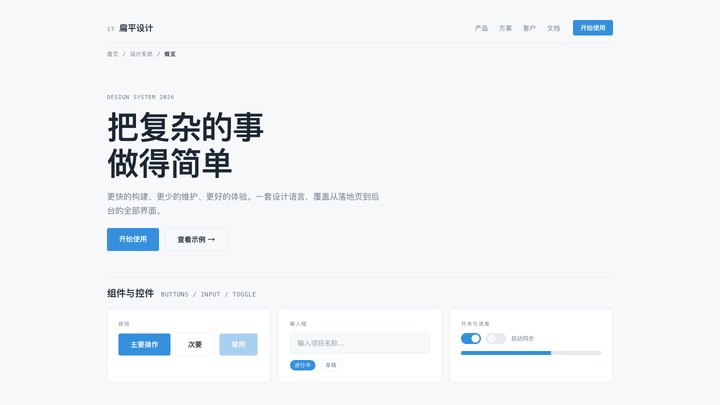 17 扁平设计
产品 方案 客户 文档 开始使用
首页 / 设计系统 / 概览
DESIGN SYSTEM 2026
把复杂的事
做得简单
更快的构建、更少的维护、更好的体验。一套设计语言，覆盖从落地页到后
台的全部界面。
开始使用 查看示例 →
组件与控件 BUTTONS / INPUT / TOGGLE
按钮
主要操作 次要 禁用
输入框
输入项目名称…
进行中 草稿
开关与进度
自动同步